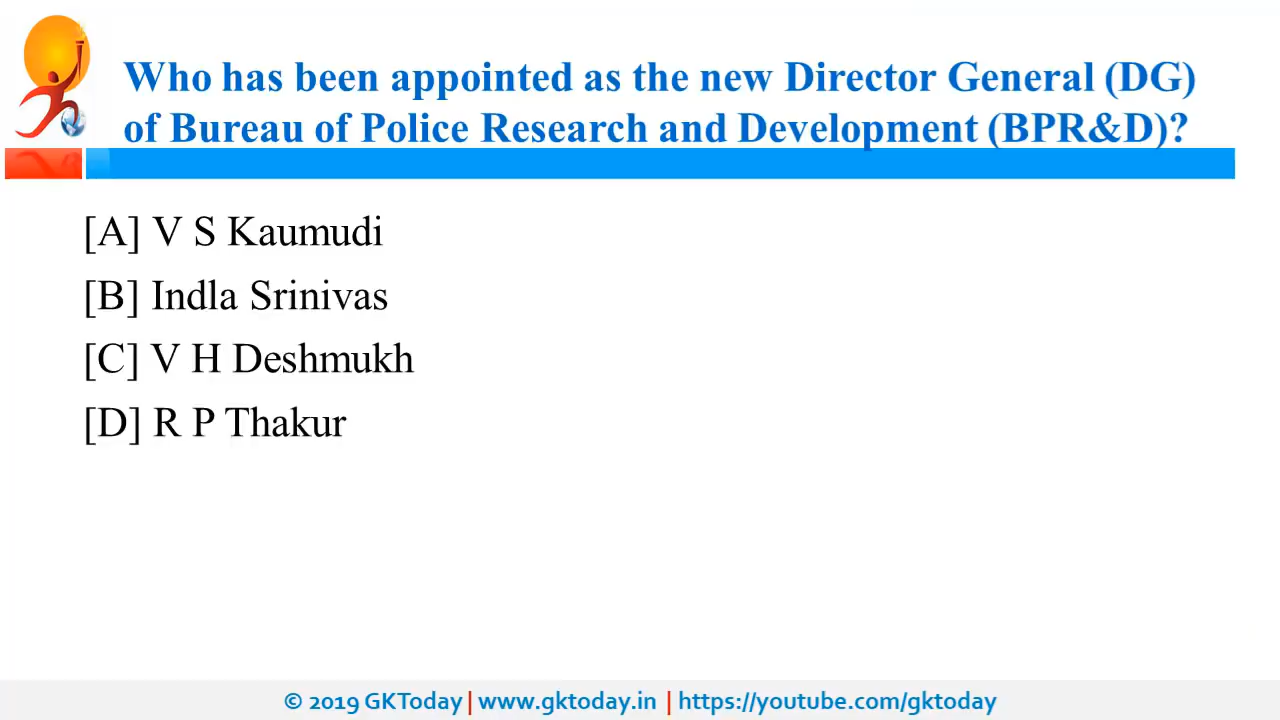 Who has been appointed as the new Director General (DG)
of Bureau of Police Research and Development (BPR&D)?
[A] V S Kaumudi
[B] Indla Srinivas
[C] V H Deshmukh
[D] R P Thakur
© 2019 GKToday | www.gktoday.in | https://youtube.com/gktoday